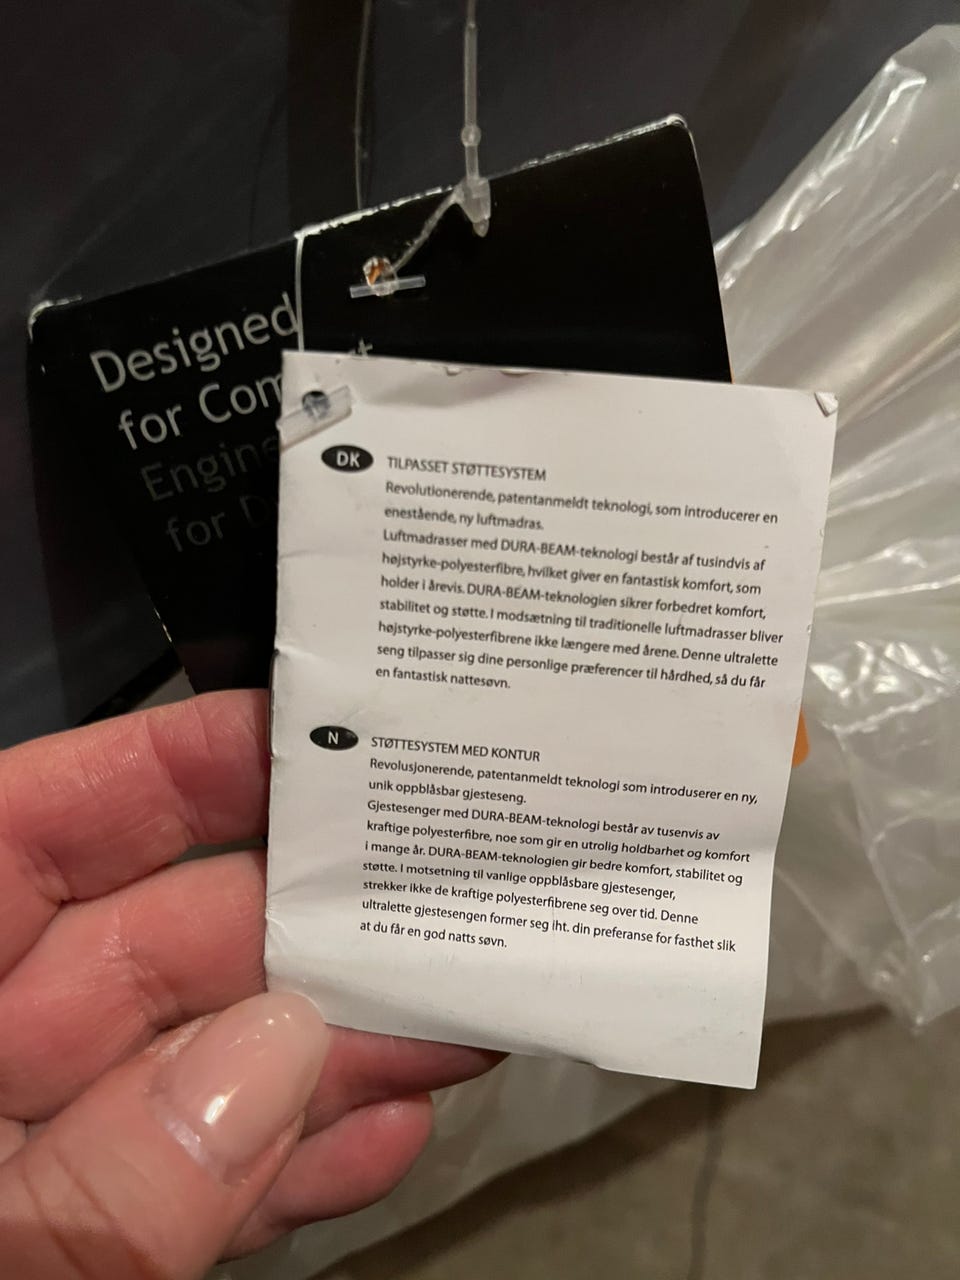 Designed
for
for
DK
TILPASSET STØTTESYSTEM
Revolutionerende, patentanmeldt teknologi, som introducerer en
enestående, ny luftmadras.
Luftmadrasser med DURA-BEAM-teknologi består af tusindvis af
højstyrke-polyesterfibre, hvilket giver en fantastisk komfort, som
holder i årevis. DURA-BEAM-teknologien sikrer forbedret komfort,
stabilitet og støtte. I modsætning til traditionelle luftmadrasser bliver
højstyrke-polyesterfibrene ikke længere med årene. Denne ultralette
seng tilpasser sig dine personlige præferencer til hårdhed, så du får
en fantastisk nattesøvn.
N
STØTTESYSTEM MED KONTUR
Revolusjonerende, patentanmeldt teknologi som introduserer en ny,
unik oppblåsbar gjesteseng.
Gjestesenger med DURA-BEAM-teknologi består av tusenvis av
kraftige polyesterfibre, noe som gir en utrolig holdbarhet og komfort
i mange år. DURA-BEAM-teknologien gir bedre komfort, stabilitet og
støtte. I motsetning til vanlige oppblåsbare gjestesenger,
strekker ikke de kraftige polyesterfibrene seg over tid. Denne
ultralette gjestesengen former seg iht. din preferanse for fasthet slik
at du får en god natts søvn.